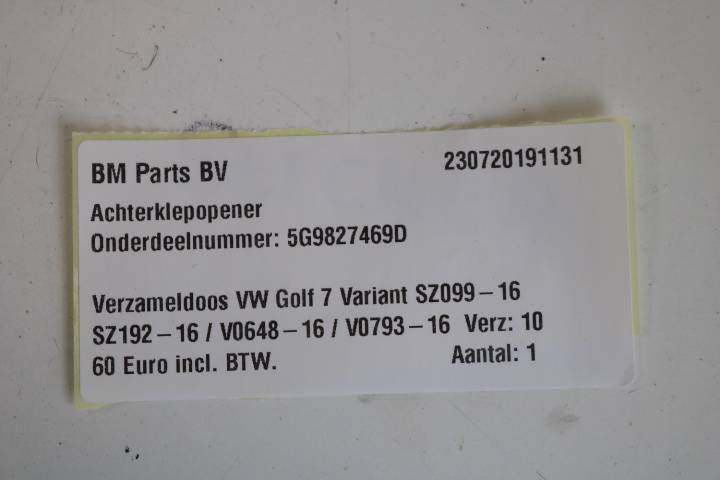 BM Parts BV 230720191131
Achterklepopener
Onderdeelnummer: 5G9827469D
Verzameldoos VW Golf 7 Variant SZ099-16
SZ192-16 / V0648-16 / V0793-16 Verz: 10
60 Euro incl. BTW. Aantal: 1